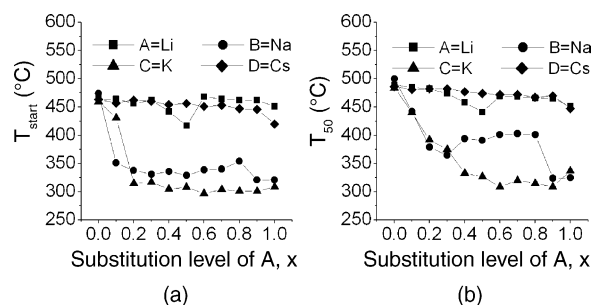 (a)
600
550
500
450
400
350
300
250
T start (°C)
A=Li
B=Na
C=K
D=Cs
0.0 0.2 0.4 0.6 0.8 1.0
Substitution level of A, x
(a)
(b)
600
550
500
450
400
350
300
250
T 50 (°C)
A=Li
B=Na
C=K
D=Cs
0.0 0.2 0.4 0.6 0.8 1.0
Substitution level of A, x
(b)